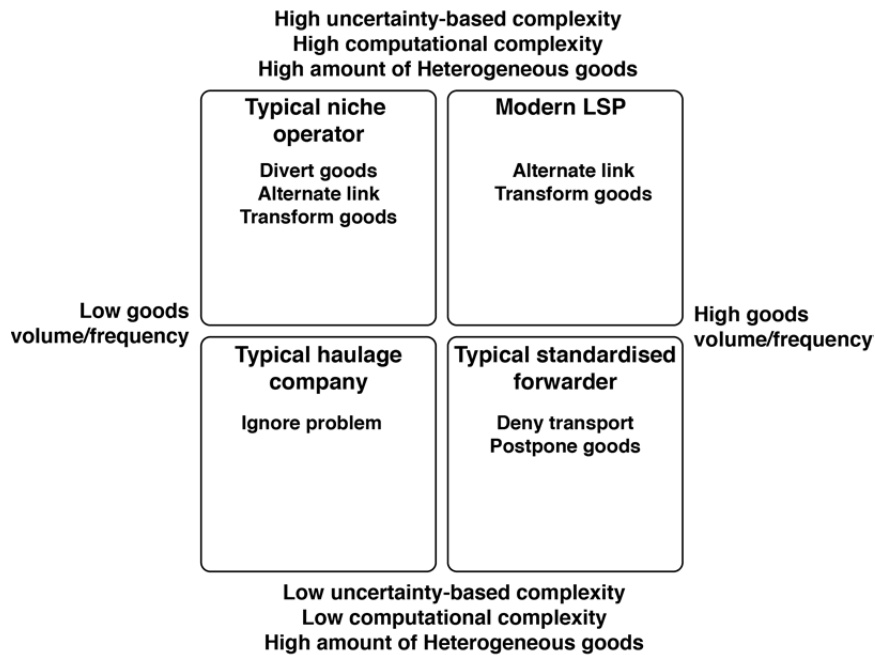 High uncertainty-based complexity
High computational complexity
High amount of Heterogeneous goods
Typical niche
operator
Divert goods
Alternate link
Transform goods
Modern LSP
Alternate link
Transform goods
Low goods
volume/frequency
High goods
volume/frequency
Typical haulage
company
Ignore problem
Typical standardised
forwarder
Deny transport
Postpone goods
Low uncertainty-based complexity
Low computational complexity
High amount of Heterogeneous goods